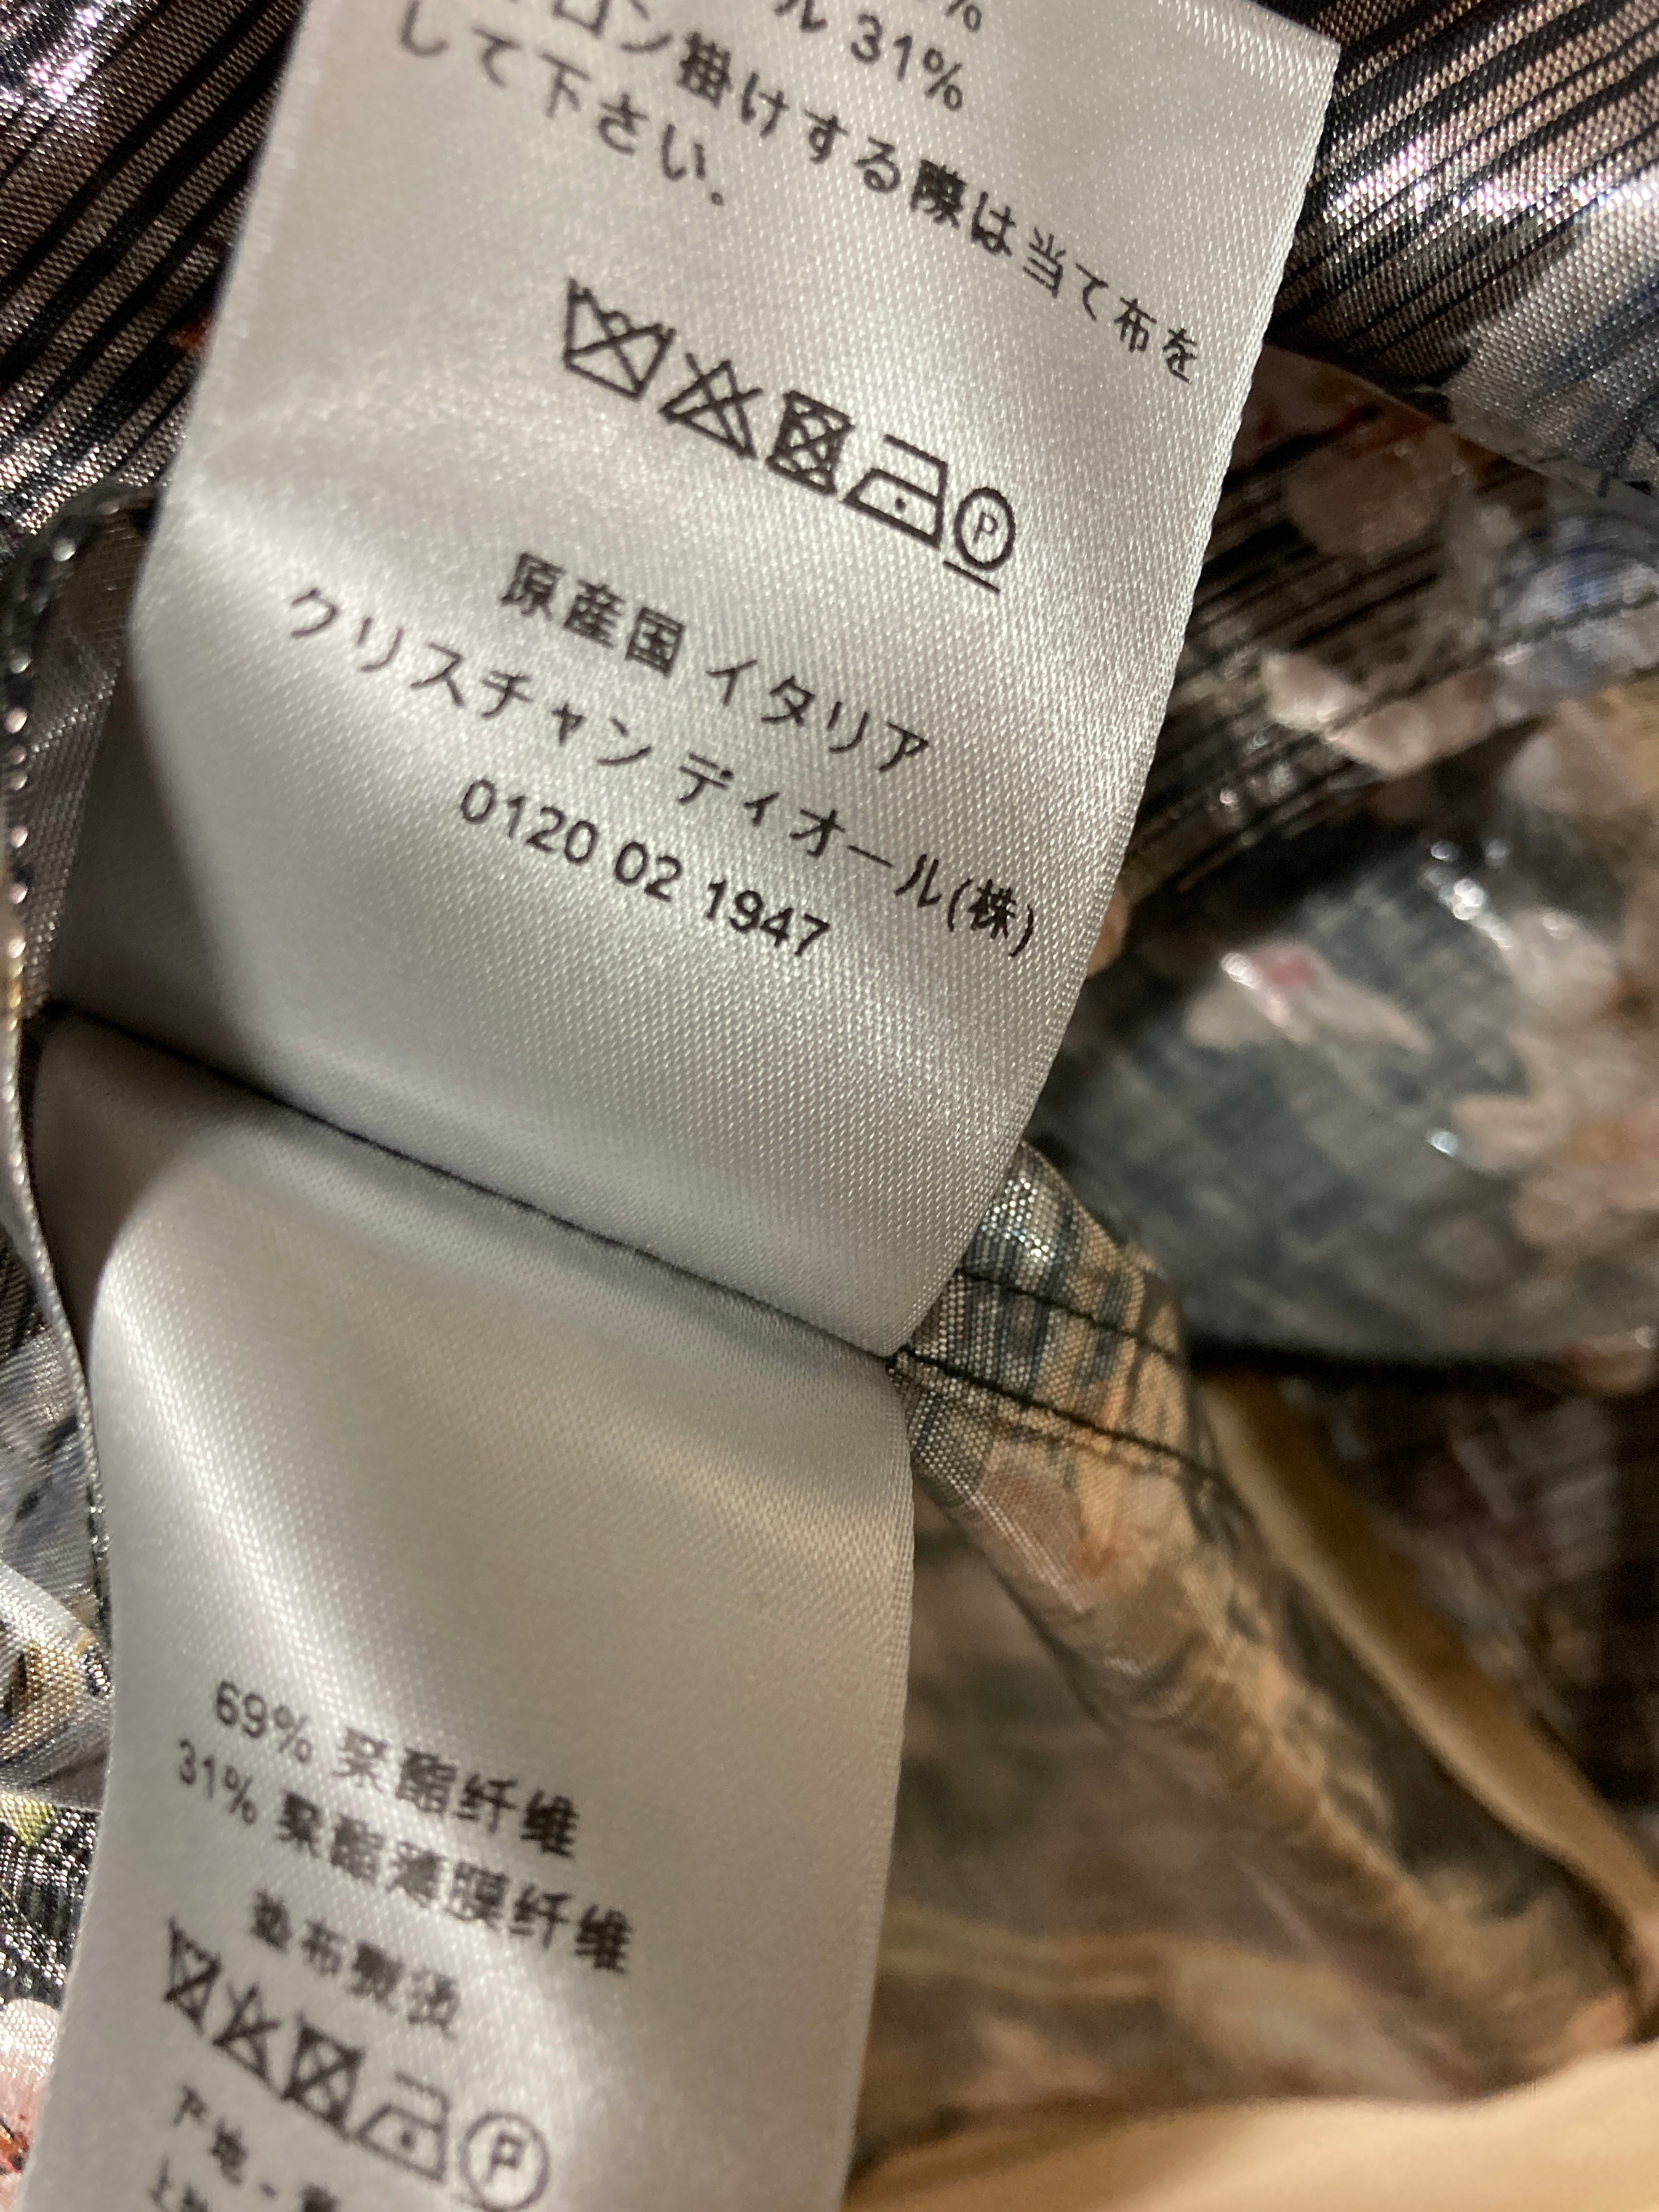 %
ル 31%
ロン掛けする際は当て布を
して下さい。
P
原産国 イタリア
クリスチャン ディオール(株)
0120 02 1947
69% 聚酯纤维
31% 聚酯薄膜纤维
垫布熨烫
P
产地 -
上